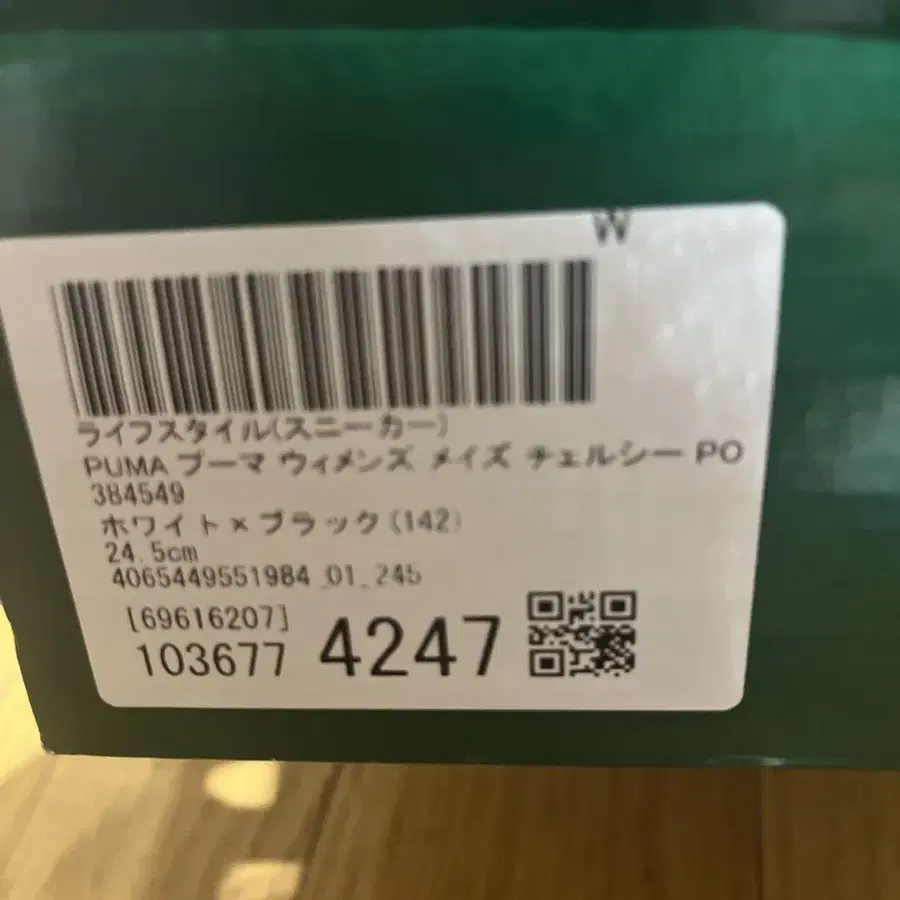 W
ライフスタイル(スニーカー)
PUMA プーマ ウィメンズ メイズ チェルシー PO
384549
ホワイト×ブラック(142)
24.5cm
4065449551984_01_245
[69616207]
103677 4247